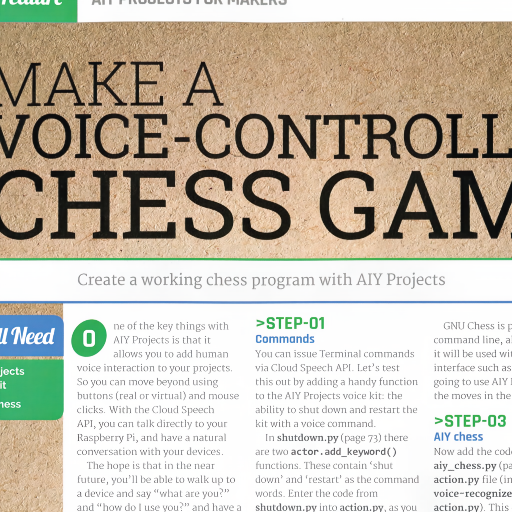 AIY PROJECTS FOR MAKERS
MAKE A
VOICE-CONTROLL
CHESS GAM
Create a working chess program with AIY Projects
ll Need
jects
it
hess
One of the key things with
AIY Projects is that it
allows you to add human
voice interaction to your projects.
So you can move beyond using
buttons (real or virtual) and mouse
clicks. With the Cloud Speech
API, you can talk directly to your
Raspberry Pi, and have a natural
conversation with your devices.
The hope is that in the near
future, you'll be able to walk up to
a device and say “what are you?”
and “how do I use you?” and have a
>STEP-01
Commands
You can issue Terminal commands
via Cloud Speech API. Let's test
this out by adding a handy function
to the AIY Projects voice kit: the
ability to shut down and restart the
kit with a voice command.
In shutdown.py (page 73) there
are two actor.add_keyword()
functions. These contain ‘shut
down’ and ‘restart’ as the command
words. Enter the code from
shutdown.py into action.py, as you
GNU Chess is p
command line, al
it will be used wit
interface such as
going to use AIY
the moves in the
>STEP-03
AIY chess
Now add the cod
aiy_chess.py (pa
action.py file (in
voice-recognize
action.py). This